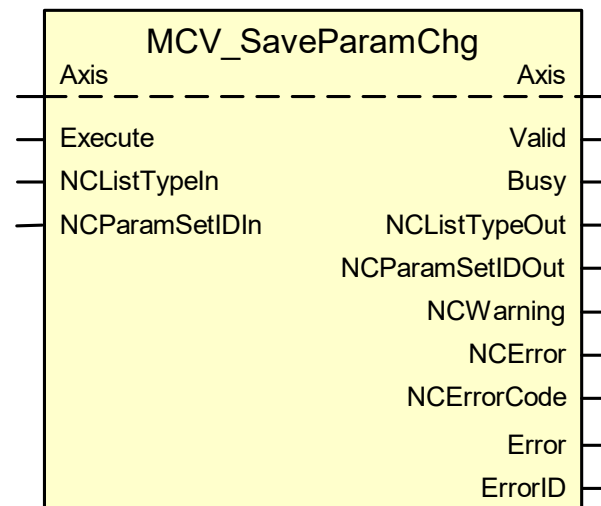 MCV_SaveParamChg
Axis Axis
Execute Valid
NCListTypeIn Busy
NCParamSetIDIn NCListTypeOut
NCParamSetIDOut
NCWarning
NCError
NCErrorCode
Error
ErrorID